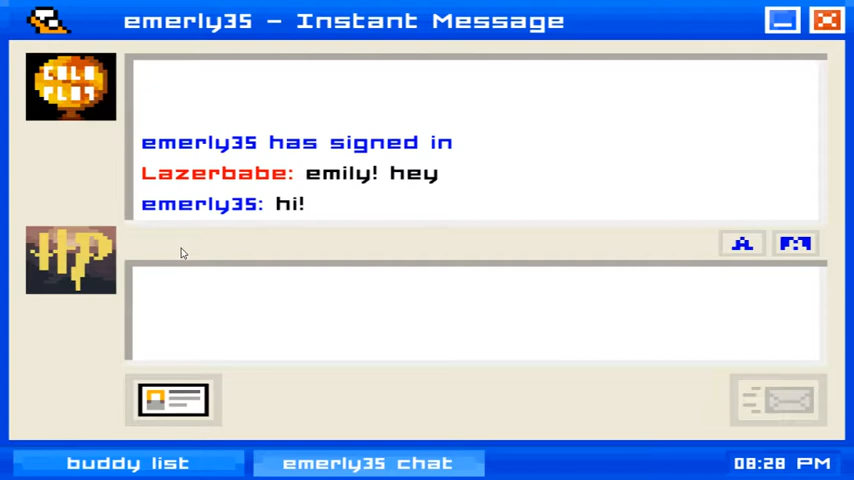 emerly35 - Instant Message
COLD
PLAY
emerly35 has signed in
Lazerbabe: emily! hey
emerly35: hi!
HP
A
buddy list
emerly35 chat
08:28 PM